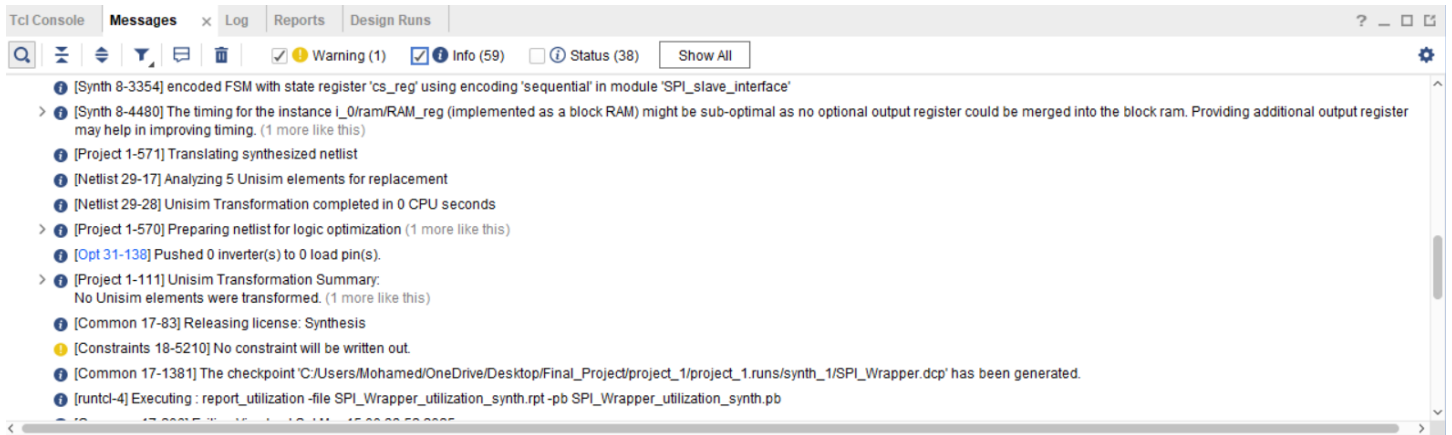 Tcl Console Messages × Log Reports Design Runs ? _
Warning (1) Info (59) Status (38) Show All
[Synth 8-3354] encoded FSM with state register 'cs_reg' using encoding 'sequential' in module 'SPI_slave_interface'
[Synth 8-4480] The timing for the instance i_0/ram/RAM_reg (implemented as a block RAM) might be sub-optimal as no optional output register could be merged into the block ram. Providing additional output register
may help in improving timing. (1 more like this)
[Project 1-571] Translating synthesized netlist
[Netlist 29-17] Analyzing 5 Unisim elements for replacement
[Netlist 29-28] Unisim Transformation completed in 0 CPU seconds
[Project 1-570] Preparing netlist for logic optimization (1 more like this)
[Opt 31-138] Pushed 0 inverter(s) to 0 load pin(s).
[Project 1-111] Unisim Transformation Summary:
No Unisim elements were transformed. (1 more like this)
[Common 17-83] Releasing license: Synthesis
[Constraints 18-5210] No constraint will be written out.
[Common 17-1381] The checkpoint 'C:/Users/Mohamed/OneDrive/Desktop/Final_Project/project_1/project_1.runs/synth_1/SPI_Wrapper.dcp' has been generated.
[runtcl-4] Executing : report_utilization -file SPI_Wrapper_utilization_synth.rpt -pb SPI_Wrapper_utilization_synth.pb